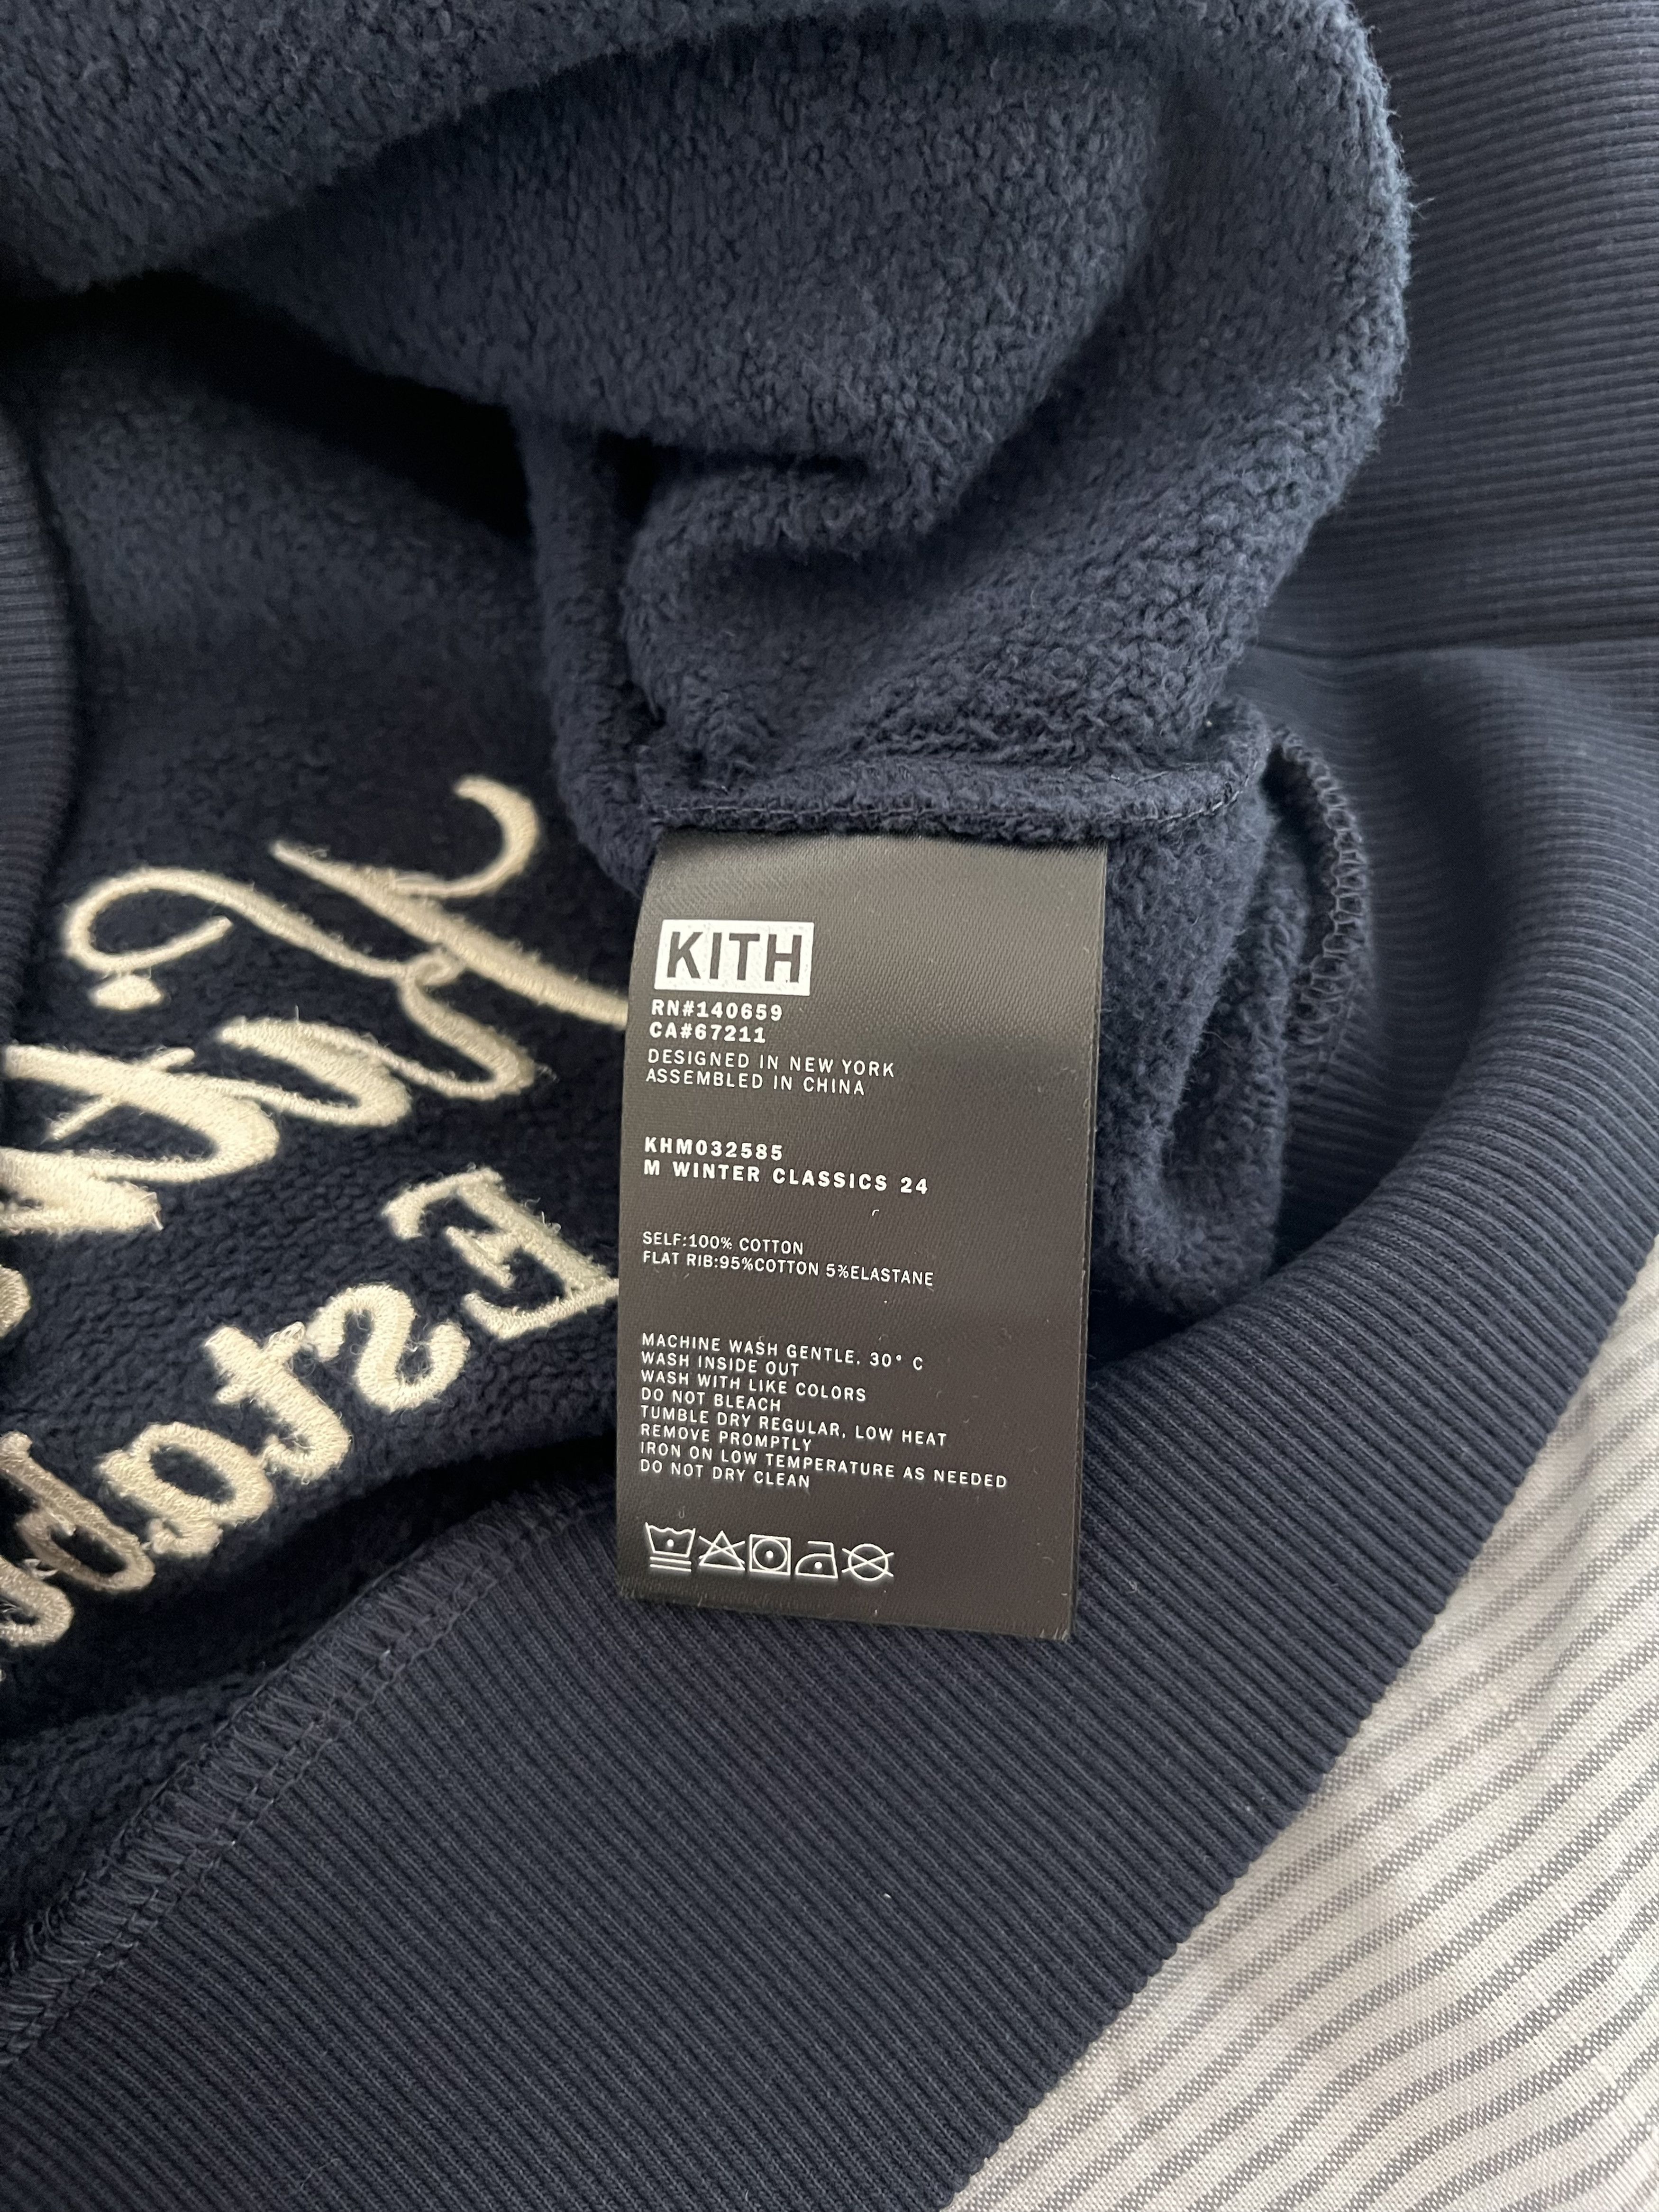 KITH
RN#140659
CA#67211
DESIGNED IN NEW YORK
ASSEMBLED IN CHINA
KHM032585
M WINTER CLASSICS 24
SELF:100% COTTON
FLAT RIB:95%COTTON 5%ELASTANE
MACHINE WASH GENTLE, 30° C
WASH INSIDE OUT
WASH WITH LIKE COLORS
DO NOT BLEACH
TUMBLE DRY REGULAR, LOW HEAT
REMOVE PROMPTLY
IRON ON LOW TEMPERATURE AS NEEDED
DO NOT DRY CLEAN